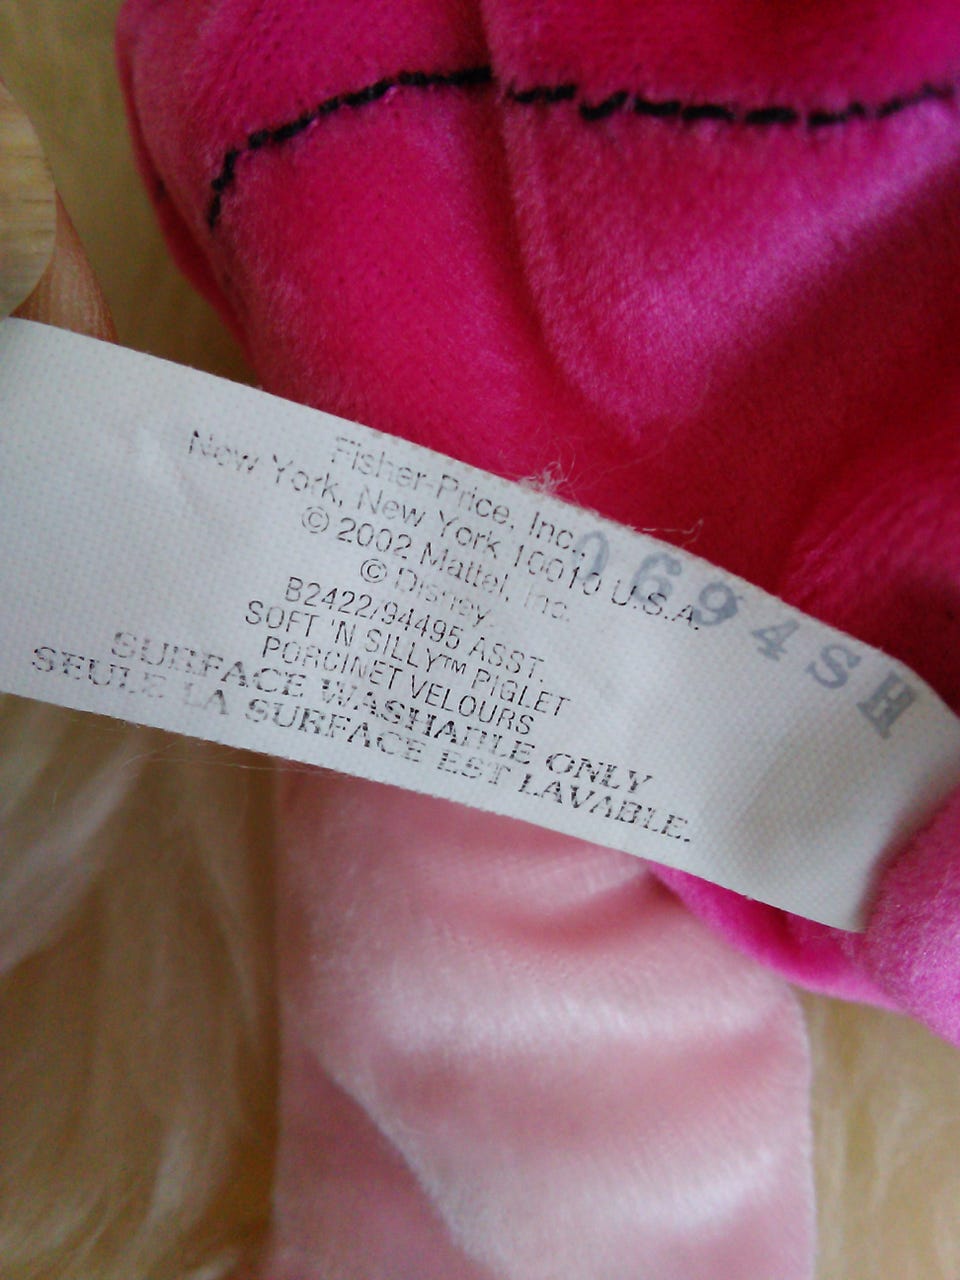 Fisher-Price, Inc.,
New York, New York 10010 U.S.A.
© 2002 Mattel, Inc.
© Disney.
B2422/94495 ASST.
SOFT 'N SILLY™ PIGLET
PORCINET VELOURS
SURFACE WASHABLE ONLY
SEULE LA SURFACE EST LAVABLE.
0694SH